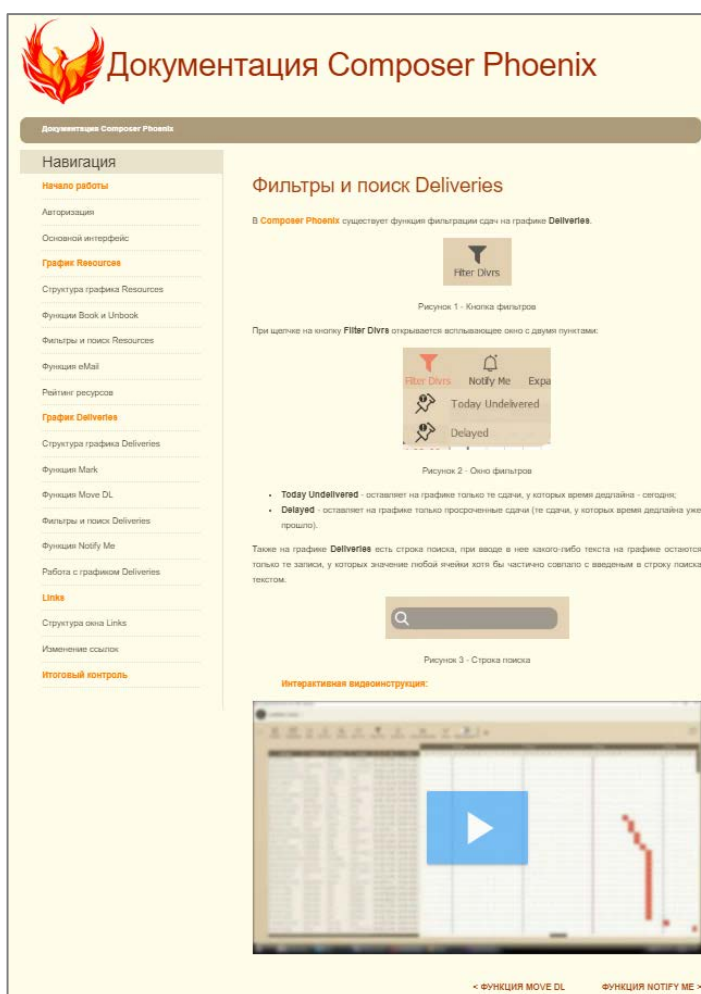 Документация Composer Phoenix
Документация Composer Phoenix
Навигация
Начало работы
Авторизация
Основной интерфейс
График Resources
Структура графика Resources
Функции Book и Unbook
Фильтры и поиск Resources
Функция eMail
Рейтинг ресурсов
График Deliveries
Структура графика Deliveries
Функция Mark
Функция Move DL
Фильтры и поиск Deliveries
Функция Notify Me
Работа с графиком Deliveries
Links
Структура окна Links
Изменение ссылок
Итоговый контроль
Фильтры и поиск Deliveries
В Composer Phoenix существует функция фильтрации сдач на графике Deliveries.
Filter Dlvrs
Рисунок 1 - Кнопка фильтров
При щелчке на кнопку Filter Dlvrs открывается всплывающее окно с двумя пунктами:
Filter Dlvrs Notify Me Expa
Today Undelivered
Delayed
Рисунок 2 - Окно фильтров
• Today Undelivered - оставляет на графике только те сдачи, у которых время дедлайна - сегодня;
• Delayed - оставляет на графике только просроченные сдачи (те сдачи, у которых время дедлайна уже
прошло).
Также на графике Deliveries есть строка поиска, при вводе в нее какого-либо текста на графике остаются
только те записи, у которых значение любой ячейки хотя бы частично совпало с введеным в строку поиска
текстом.
Рисунок 3 - Строка поиска
Интерактивная видеоинструкция:
< ФУНКЦИЯ MOVE DL ФУНКЦИЯ NOTIFY ME >